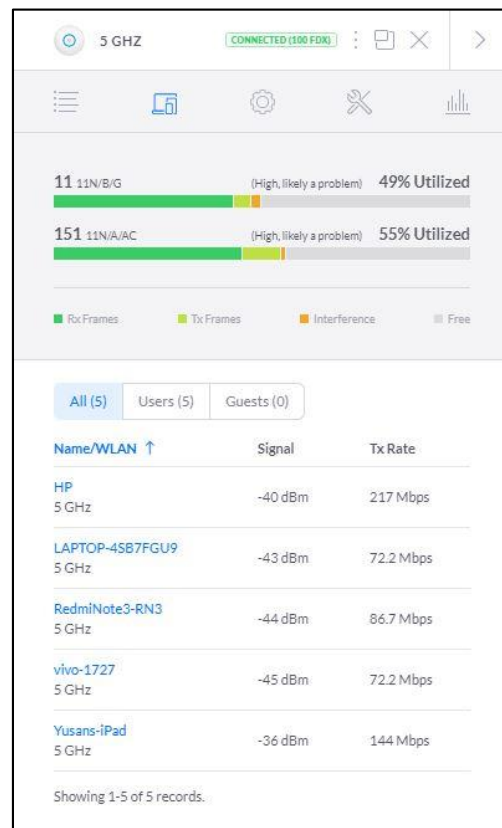 5 GHZ CONNECTED (100 FDX)
11 11N/B/G (High, likely a problem) 49% Utilized
151 11N/A/AC (High, likely a problem) 55% Utilized
Rx Frames Tx Frames Interference Free
All (5) Users (5) Guests (0)
Name/WLAN ↑ Signal Tx Rate
HP
5 GHz -40 dBm 217 Mbps
LAPTOP-4SB7FGU9
5 GHz -43 dBm 72.2 Mbps
RedmiNote3-RN3
5 GHz -44 dBm 86.7 Mbps
vivo-1727
5 GHz -45 dBm 72.2 Mbps
Yusans-iPad
5 GHz -36 dBm 144 Mbps
Showing 1-5 of 5 records.